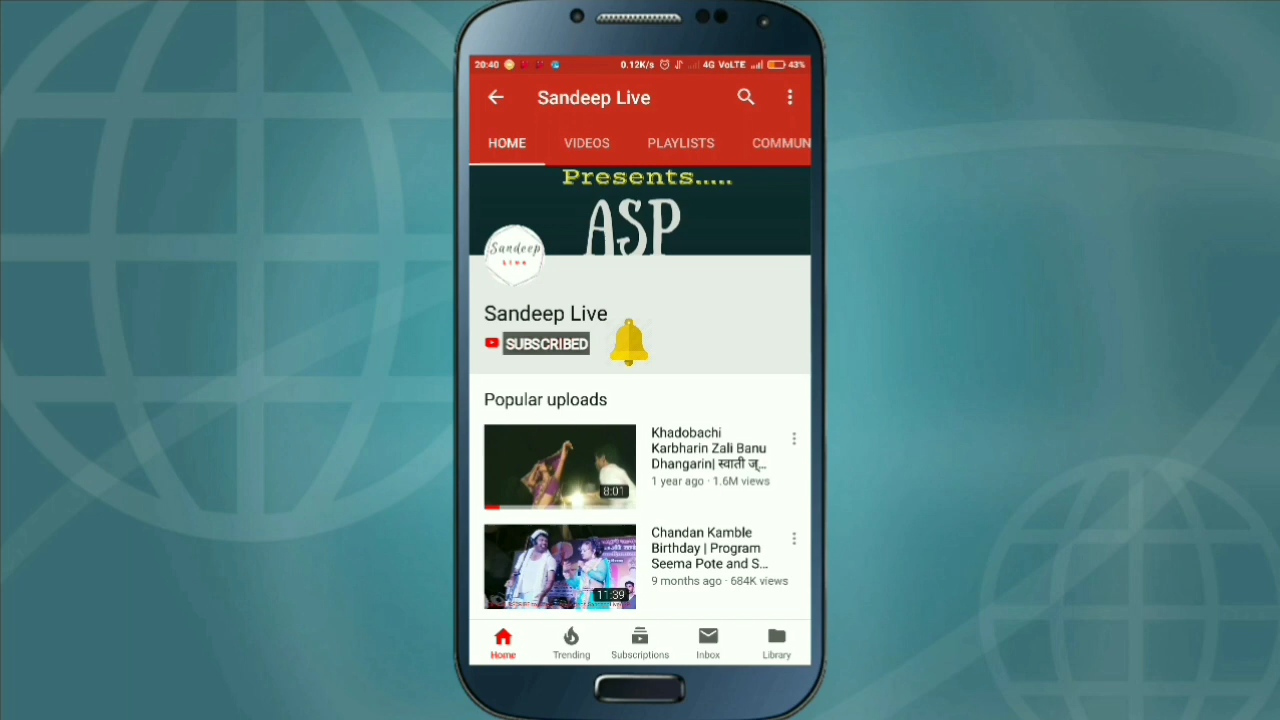 20:40 0.12K/s 4G VoLTE 43%
Sandeep Live
HOME VIDEOS PLAYLISTS COMMUN
Presents.....
ASP
Sandeep
Live
Sandeep Live
SUBSCRIBED
Popular uploads
Khadobachi
Karbharin Zali Banu
Dhangarin| स्वाती ज्...
1 year ago · 1.6M views
8:01
Chandan Kamble
Birthday | Program
Seema Pote and S...
9 months ago · 684K views
11:39
Home Trending Subscriptions Inbox Library